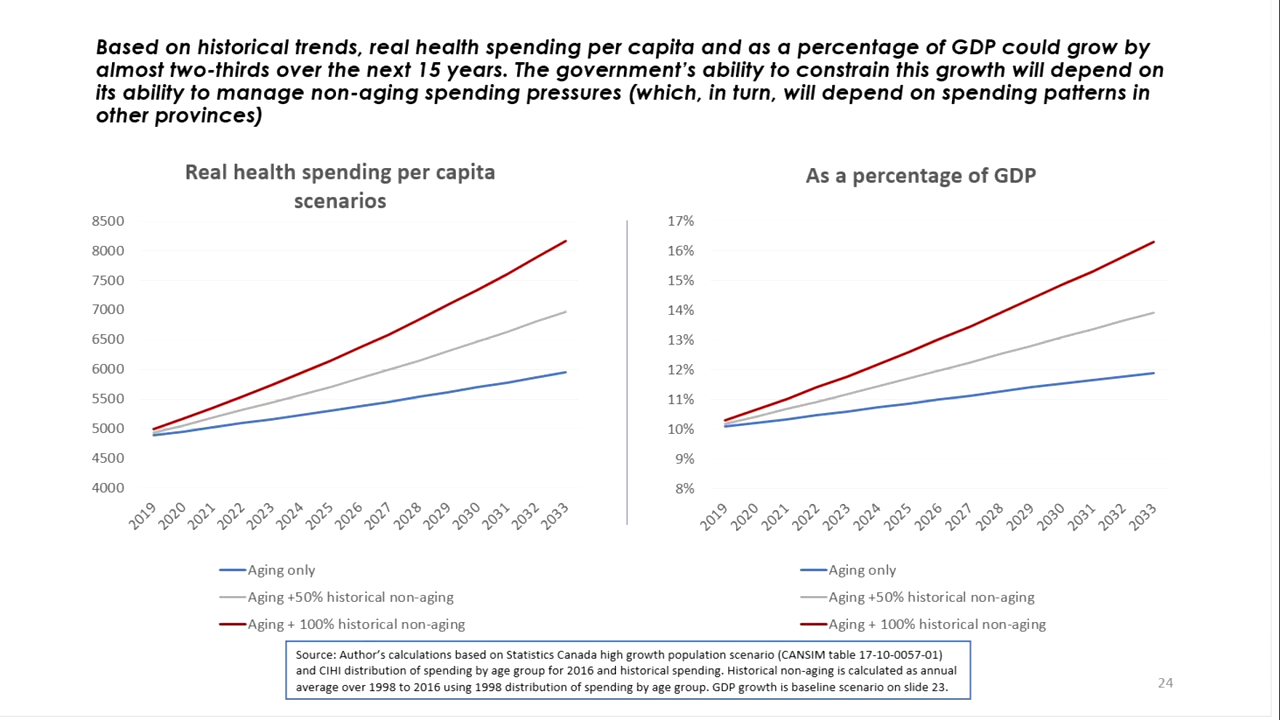 Based on historical trends, real health spending per capita and as a percentage of GDP could grow by
almost two-thirds over the next 15 years. The government’s ability to constrain this growth will depend on
its ability to manage non-aging spending pressures (which, in turn, will depend on spending patterns in
other provinces)
Real health spending per capita
scenarios
8500
8000
7500
7000
6500
6000
5500
5000
4500
4000
2019 2020 2021 2022 2023 2024 2025 2026 2027 2028 2029 2030 2031 2032 2033
Aging only
Aging +50% historical non-aging
Aging + 100% historical non-aging
As a percentage of GDP
17%
16%
15%
14%
13%
12%
11%
10%
9%
8%
2019 2020 2021 2022 2023 2024 2025 2026 2027 2028 2029 2030 2031 2032 2033
Aging only
Aging +50% historical non-aging
Aging + 100% historical non-aging
Source: Author’s calculations based on Statistics Canada high growth population scenario (CANSIM table 17-10-0057-01)
and CIHI distribution of spending by age group for 2016 and historical spending. Historical non-aging is calculated as annual
average over 1998 to 2016 using 1998 distribution of spending by age group. GDP growth is baseline scenario on slide 23.
24